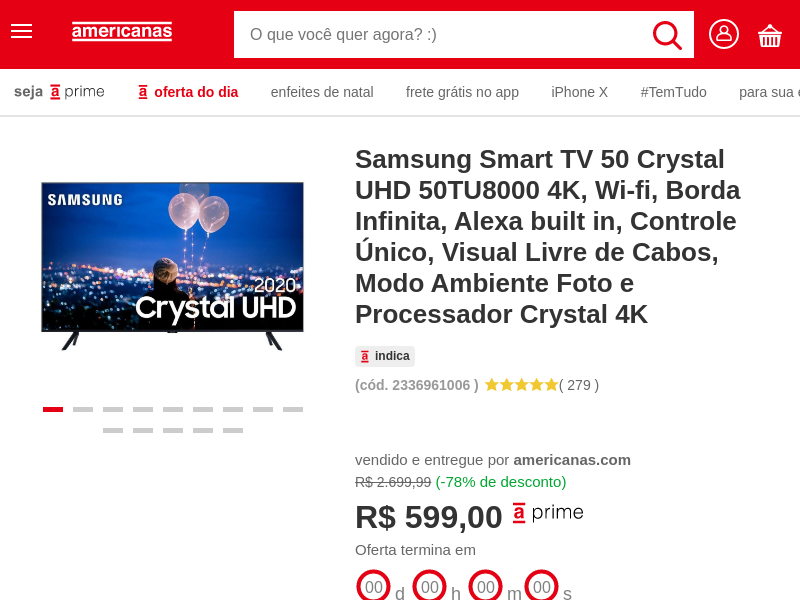 americanas
O que você quer agora? :)
seja a prime
a oferta do dia
enfeites de natal
frete grátis no app
iPhone X
#TemTudo
para sua
SAMSUNG
2020
Crystal UHD
Samsung Smart TV 50 Crystal
UHD 50TU8000 4K, Wi-fi, Borda
Infinita, Alexa built in, Controle
Único, Visual Livre de Cabos,
Modo Ambiente Foto e
Processador Crystal 4K
a indica
(cód. 2336961006 ) ( 279 )
vendido e entregue por americanas.com
R$ 2.699,99 (-78% de desconto)
R$ 599,00 a prime
Oferta termina em
00 d 00 h 00 m 00 s